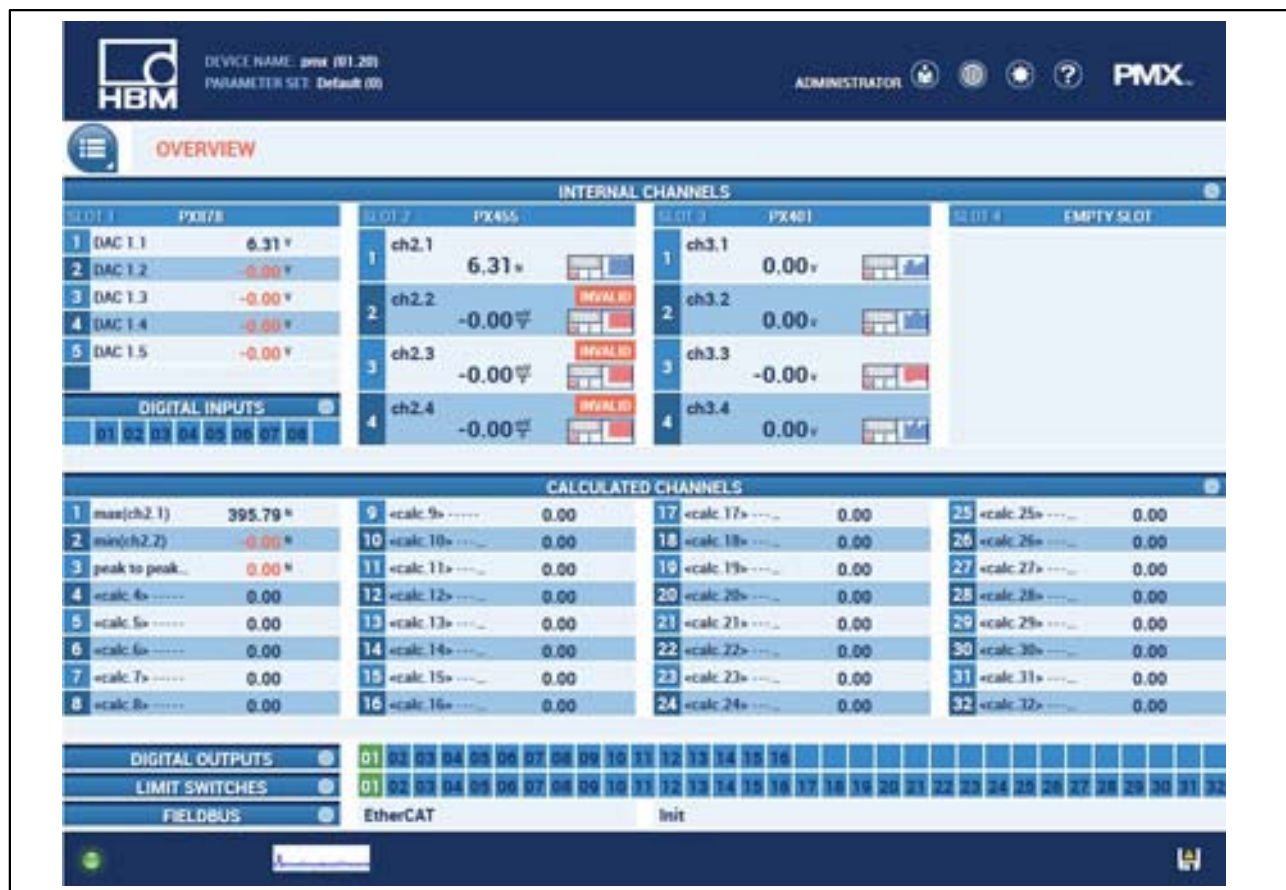 HBM
DEVICE NAME: pmx (01.20)
PARAMETER SET: Default (0)
ADMINISTRATOR
?
PMX
OVERVIEW
INTERNAL CHANNELS
SLOT 1 PX878
1 DAC 1.1 6.31 V
2 DAC 1.2 -0.00 V
3 DAC 1.3 -0.00 V
4 DAC 1.4 -0.00 V
5 DAC 1.5 -0.00 V
DIGITAL INPUTS
01 02 03 04 05 06 07 08
SLOT 2 PX455
1 ch2.1 6.31 N
2 ch2.2 INVALID -0.00
3 ch2.3 INVALID -0.00
4 ch2.4 INVALID -0.00
SLOT 3 PX401
1 ch3.1 0.00 V
2 ch3.2 0.00 V
3 ch3.3 -0.00 V
4 ch3.4 0.00 V
SLOT 4 EMPTY SLOT
CALCULATED CHANNELS
1 max(ch2.1) 395.79 N
2 min(ch2.2) -0.00 N
3 peak to peak... 0.00 N
4 «calc.4» ----- 0.00
5 «calc.5» ----- 0.00
6 «calc.6» ----- 0.00
7 «calc.7» ----- 0.00
8 «calc.8» ----- 0.00
9 «calc.9» ----- 0.00
10 «calc.10» ---... 0.00
11 «calc.11» ---... 0.00
12 «calc.12» ---... 0.00
13 «calc.13» ---... 0.00
14 «calc.14» ---... 0.00
15 «calc.15» ---... 0.00
16 «calc.16» ---... 0.00
17 «calc.17» ---... 0.00
18 «calc.18» ---... 0.00
19 «calc.19» ---... 0.00
20 «calc.20» ---... 0.00
21 «calc.21» ---... 0.00
22 «calc.22» ---... 0.00
23 «calc.23» ---... 0.00
24 «calc.24» ---... 0.00
25 «calc.25» ---... 0.00
26 «calc.26» ---... 0.00
27 «calc.27» ---... 0.00
28 «calc.28» ---... 0.00
29 «calc.29» ---... 0.00
30 «calc.30» ---... 0.00
31 «calc.31» ---... 0.00
32 «calc.32» ---... 0.00
DIGITAL OUTPUTS 01 02 03 04 05 06 07 08 09 10 11 12 13 14 15 16
LIMIT SWITCHES 01 02 03 04 05 06 07 08 09 10 11 12 13 14 15 16 17 18 19 20 21 22 23 24 25 26 27 28 29 30 31 32
FIELDBUS EtherCAT Init